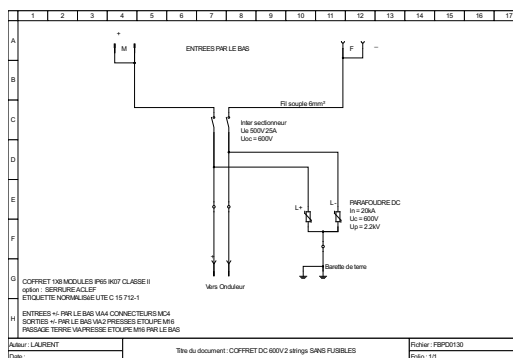 1 2 3 4 5 6 7 8 9 10 11 12 13 14 15 16 17
A
B
C
D
E
F
G
H
+
M
ENTREES PAR LE BAS
F
–
Fil souple 6mm²
Inter sectionneur
Ue 500V 25A
Uoc = 600V
L+
L-
PARAFOUDRE DC
In = 20kA
Uc = 600V
Up = 2.2kV
Barette de terre
+
-
Vers Onduleur
COFFRET 1X8 MODULES IP65 IK07 CLASSE II
option : SERRURE A CLEF
ETIQUETTE NORMALISéE UTE C 15 712-1
ENTREES +/- PAR LE BAS VIA 4 CONNECTEURS MC4
SORTIES +/- PAR LE BAS VIA 2 PRESSES ETOUPE M16
PASSAGE TERRE VIA PRESSE ETOUPE M16 PAR LE BAS
Auteur : LAURENT
Date :
Titre du document : COFFRET DC 600V 2 strings SANS FUSIBLES
Fichier : FBPD0130
Folio : 1/1